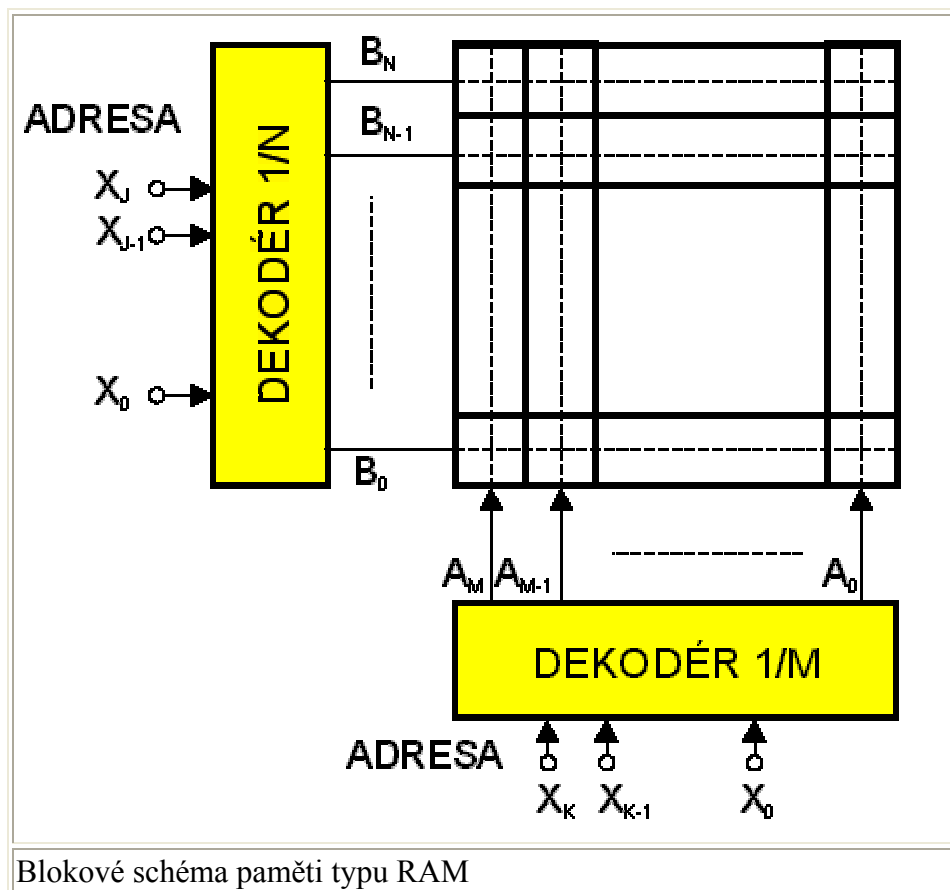 B_N
ADRESA
B_N-1
X_J
X_J-1
DEKODÉR 1/N
X_0
B_0
A_M A_M-1 A_0
DEKODÉR 1/M
ADRESA
X_K X_K-1 X_0
Blokové schéma paměti typu RAM